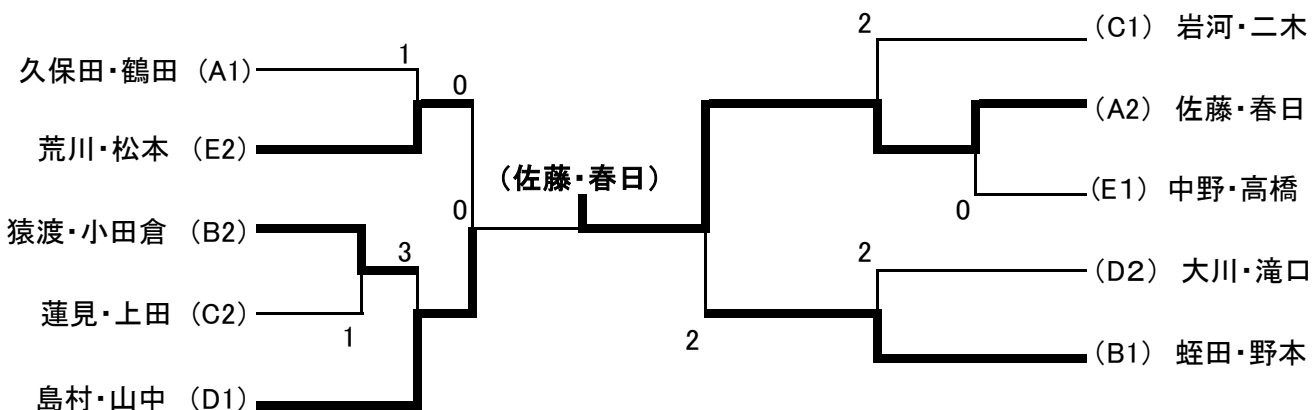 久保田・鶴田 (A1)
荒川・松本 (E2)
猿渡・小田倉 (B2)
蓮見・上田 (C2)
島村・山中 (D1)
1
0
3
1
0
(佐藤・春日)
2
(C1) 岩河・二木
(A2) 佐藤・春日
(E1) 中野・高橋
0
2
(D2) 大川・滝口
2
(B1) 蛭田・野本